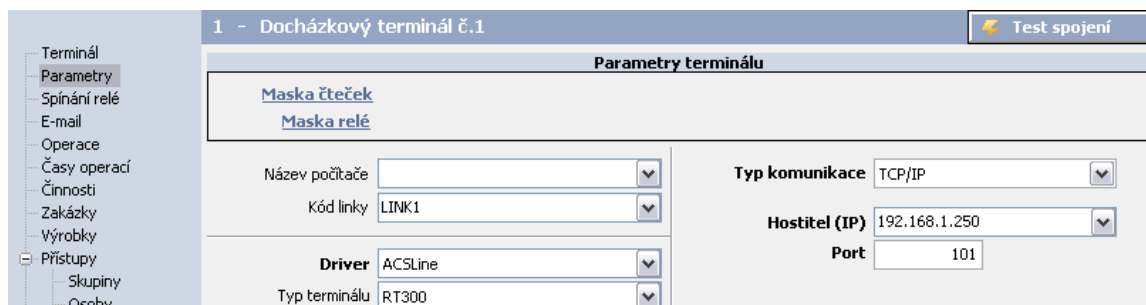 1 - Docházkový terminál č.1
Test spojení
Terminál
Parametry
Spínání relé
E-mail
Operace
Časy operací
Činnosti
Zakázky
Výrobky
Přístupy
Skupiny
Osoby
Parametry terminálu
Maska čteček
Maska relé
Název počítače
Kód linky LINK1
Driver ACSLine
Typ terminálu RT300
Typ komunikace TCP/IP
Hostitel (IP) 192.168.1.250
Port 101